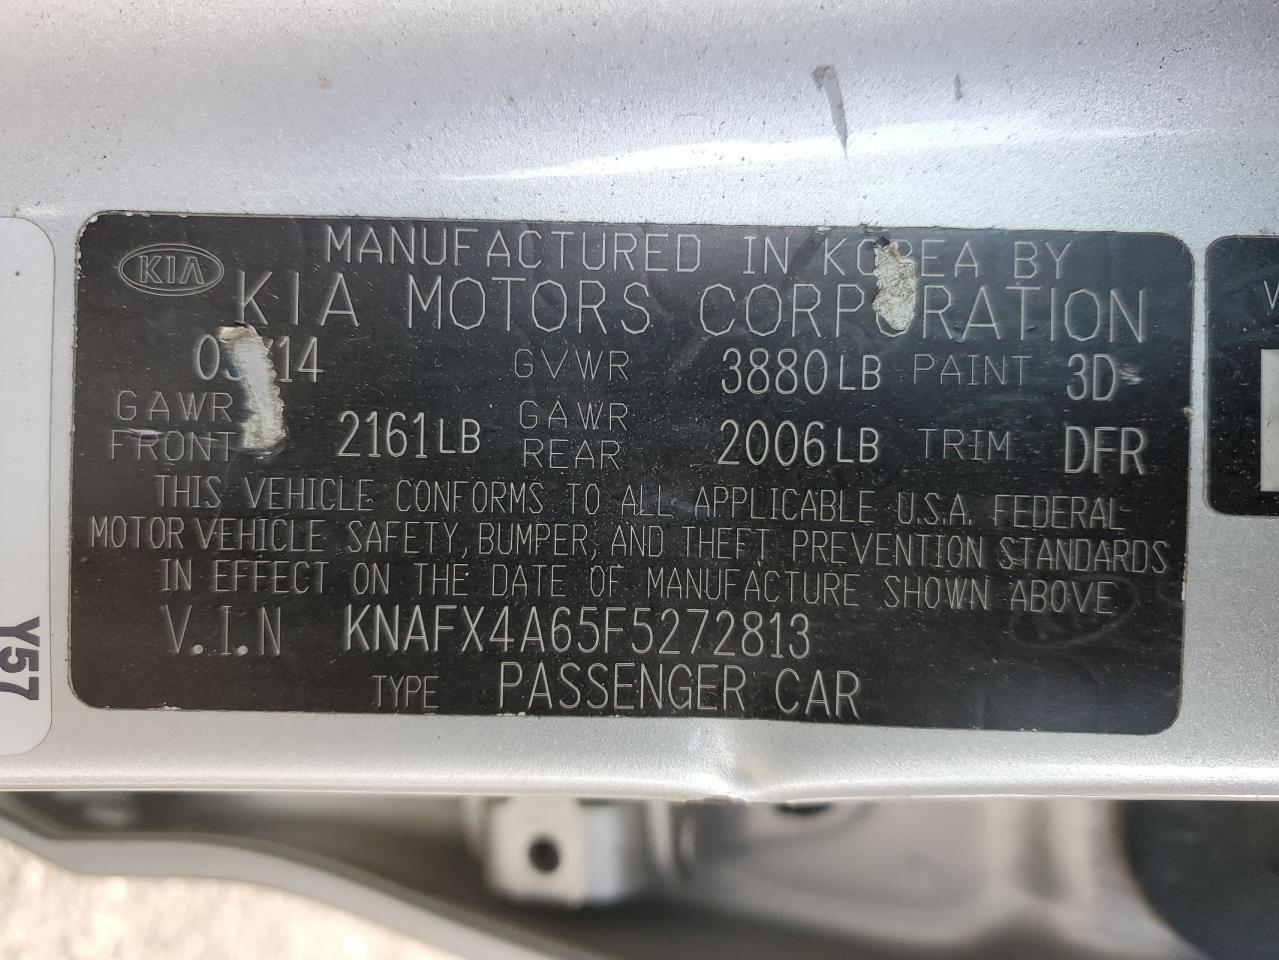 MANUFACTURED IN KOREA BY
KIA
KIA MOTORS CORPORATION
GVWR 3880LB PAINT 3D
GAWR FRONT 2161LB GAWR REAR 2006LB TRIM DFR
THIS VEHICLE CONFORMS TO ALL APPLICABLE U.S.A. FEDERAL
MOTOR VEHICLE SAFETY, BUMPER, AND THEFT PREVENTION STANDARDS
IN EFFECT ON THE DATE OF MANUFACTURE SHOWN ABOVE
V.I.N KNAFX4A65F5272813
TYPE PASSENGER CAR
Y57